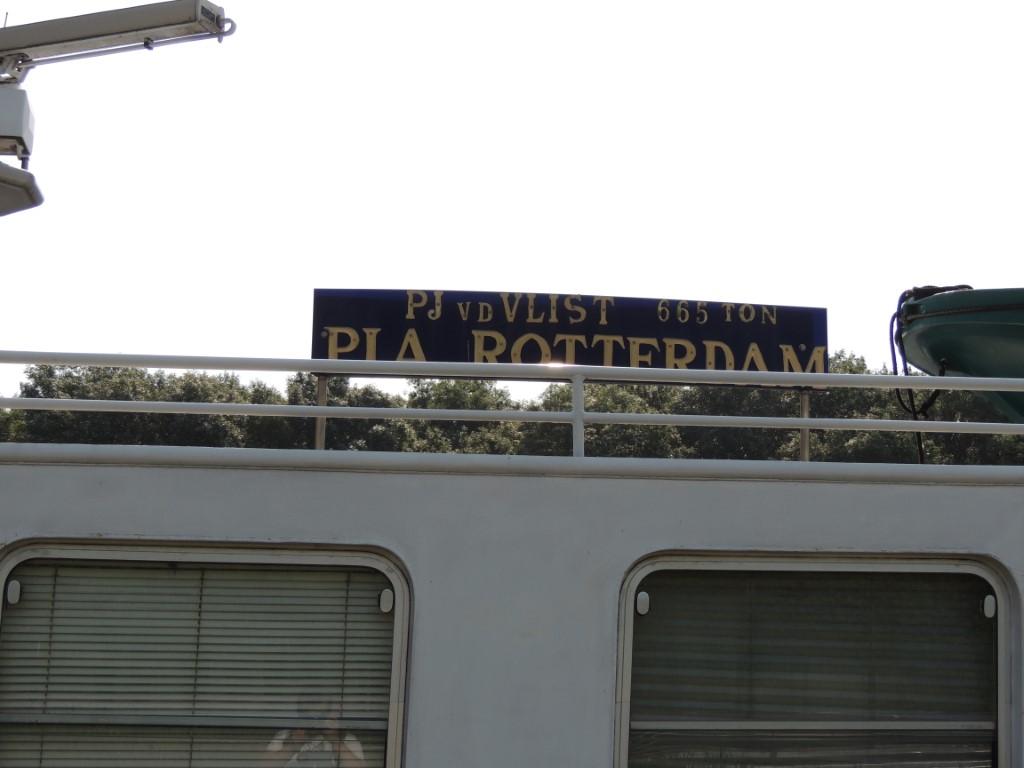 PJ VD VLIST 665 TON
"PIA" ROTTERDAM"